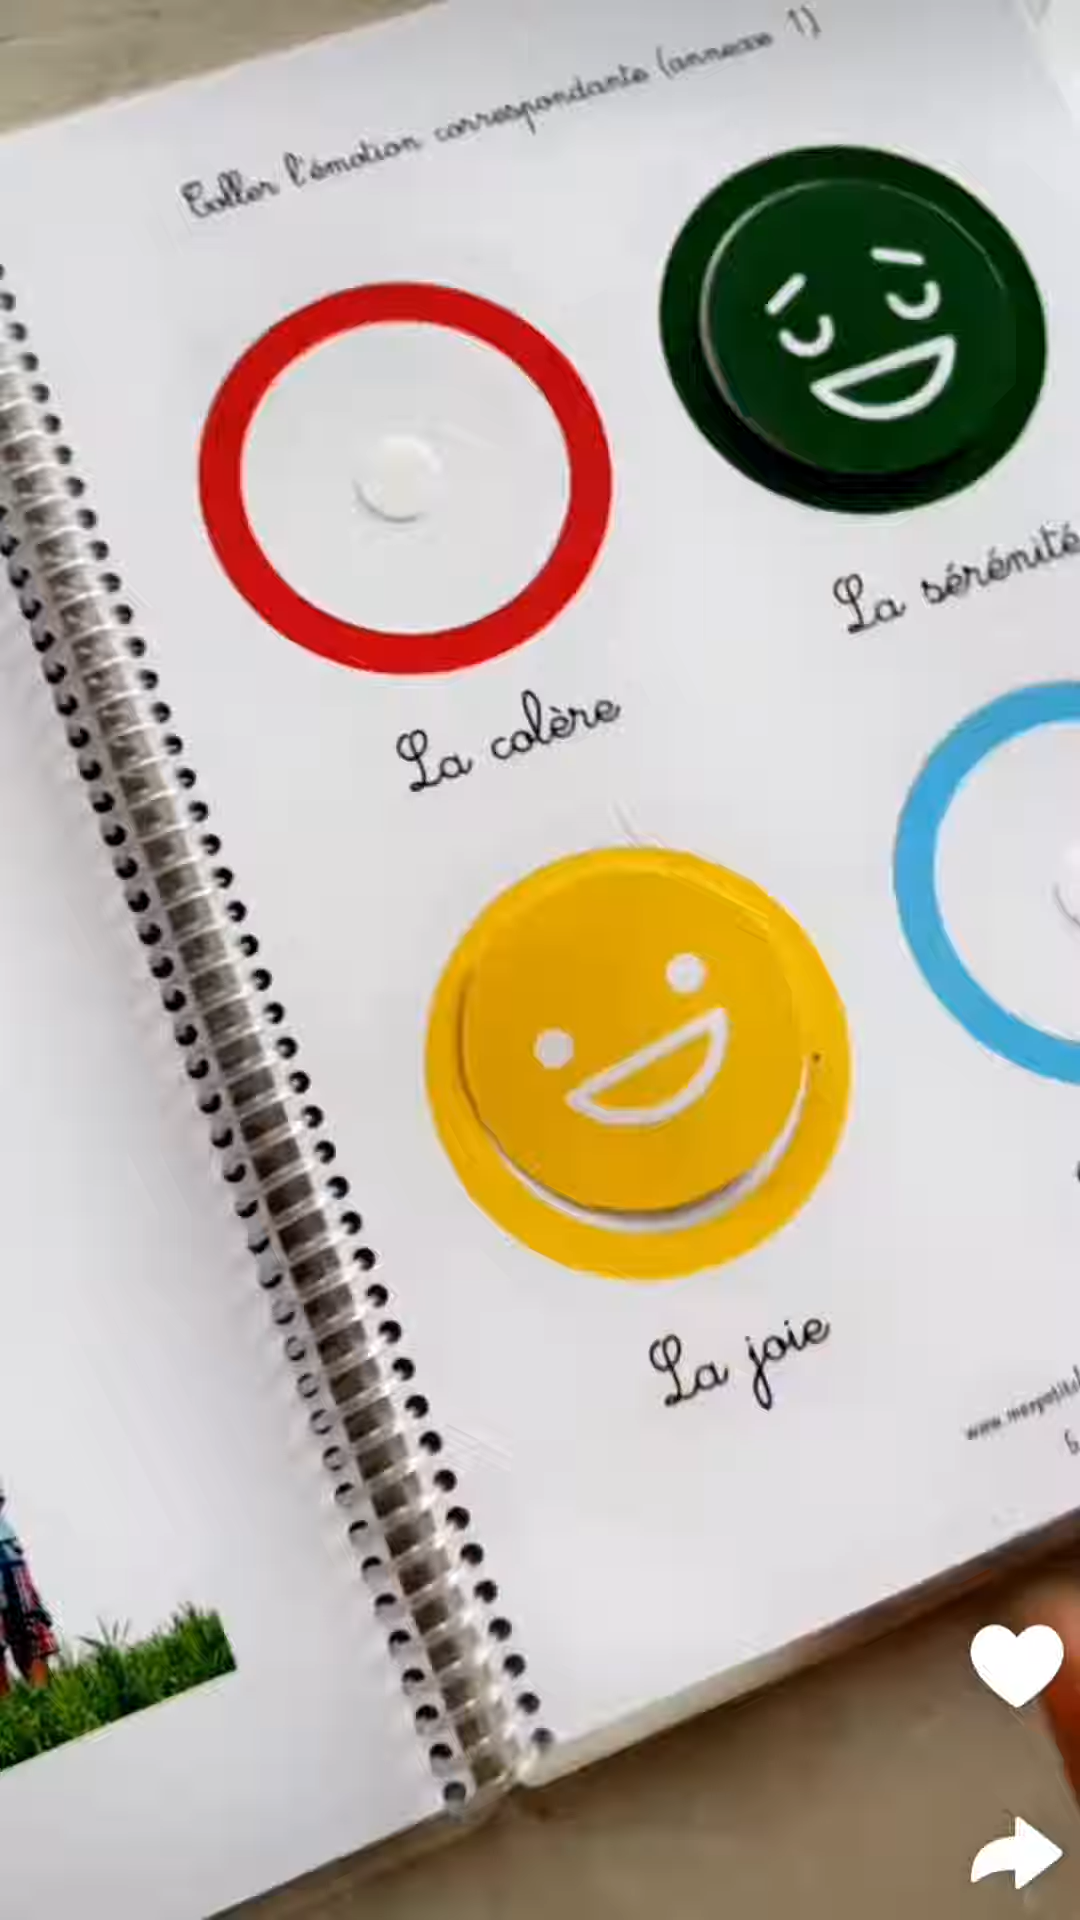 Coller l'émotion correspondante (annexe 1)
La sérénité
La colère
La joie